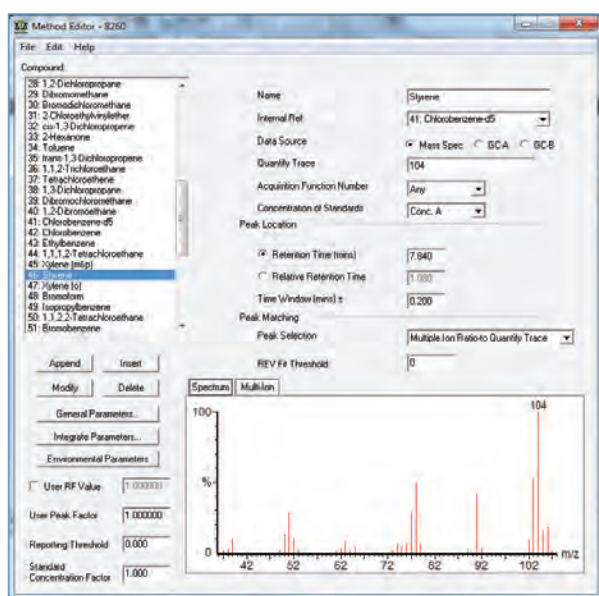 Method Editor - 8260
File Edit Help
Compound
28: 1,2-Dichloropropane
29: Dibromomethane
30: Bromodichloromethane
31: 2-Chloroethylvinylether
32: cis-1,3-Dichloropropene
33: 2-Hexanone
34: Toluene
35: trans-1,3-Dichloropropene
36: 1,1,2-Trichloroethane
37: Tetrachloroethene
38: 1,3-Dichloropropane
39: Dibromochloromethane
40: 1,2-Dibromoethane
41: Chlorobenzene-d5
42: Chlorobenzene
43: Ethylbenzene
44: 1,1,1,2-Tetrachloroethane
45: Xylene (m&p)
46: Styrene
47: Xylene (o)
48: Bromoform
49: Isopropylbenzene
50: 1,1,2,2-Tetrachloroethane
51: Bromobenzene
Append Insert
Modify Delete
General Parameters...
Integrate Parameters...
Environmental Parameters
User RF Value 1.000000
User Peak Factor 1.000000
Reporting Threshold 0.000
Standard
Concentration Factor 1.000
Name Styrene
Internal Ref 41: Chlorobenzene-d5
Data Source Mass Spec GC-A GC-B
Quantify Trace 104
Acquisition Function Number Any
Concentration of Standards Conc. A
Peak Location
Retention Time (mins) 7.840
Relative Retention Time 1.080
Time Window (mins) ± 0.200
Peak Matching
Peak Selection Multiple Ion Ratio-to Quantity Trace
REV Fit Threshold 0
Spectrum Multi-Ion
104
100
%
0
42 52 62 72 82 92 102 m/z